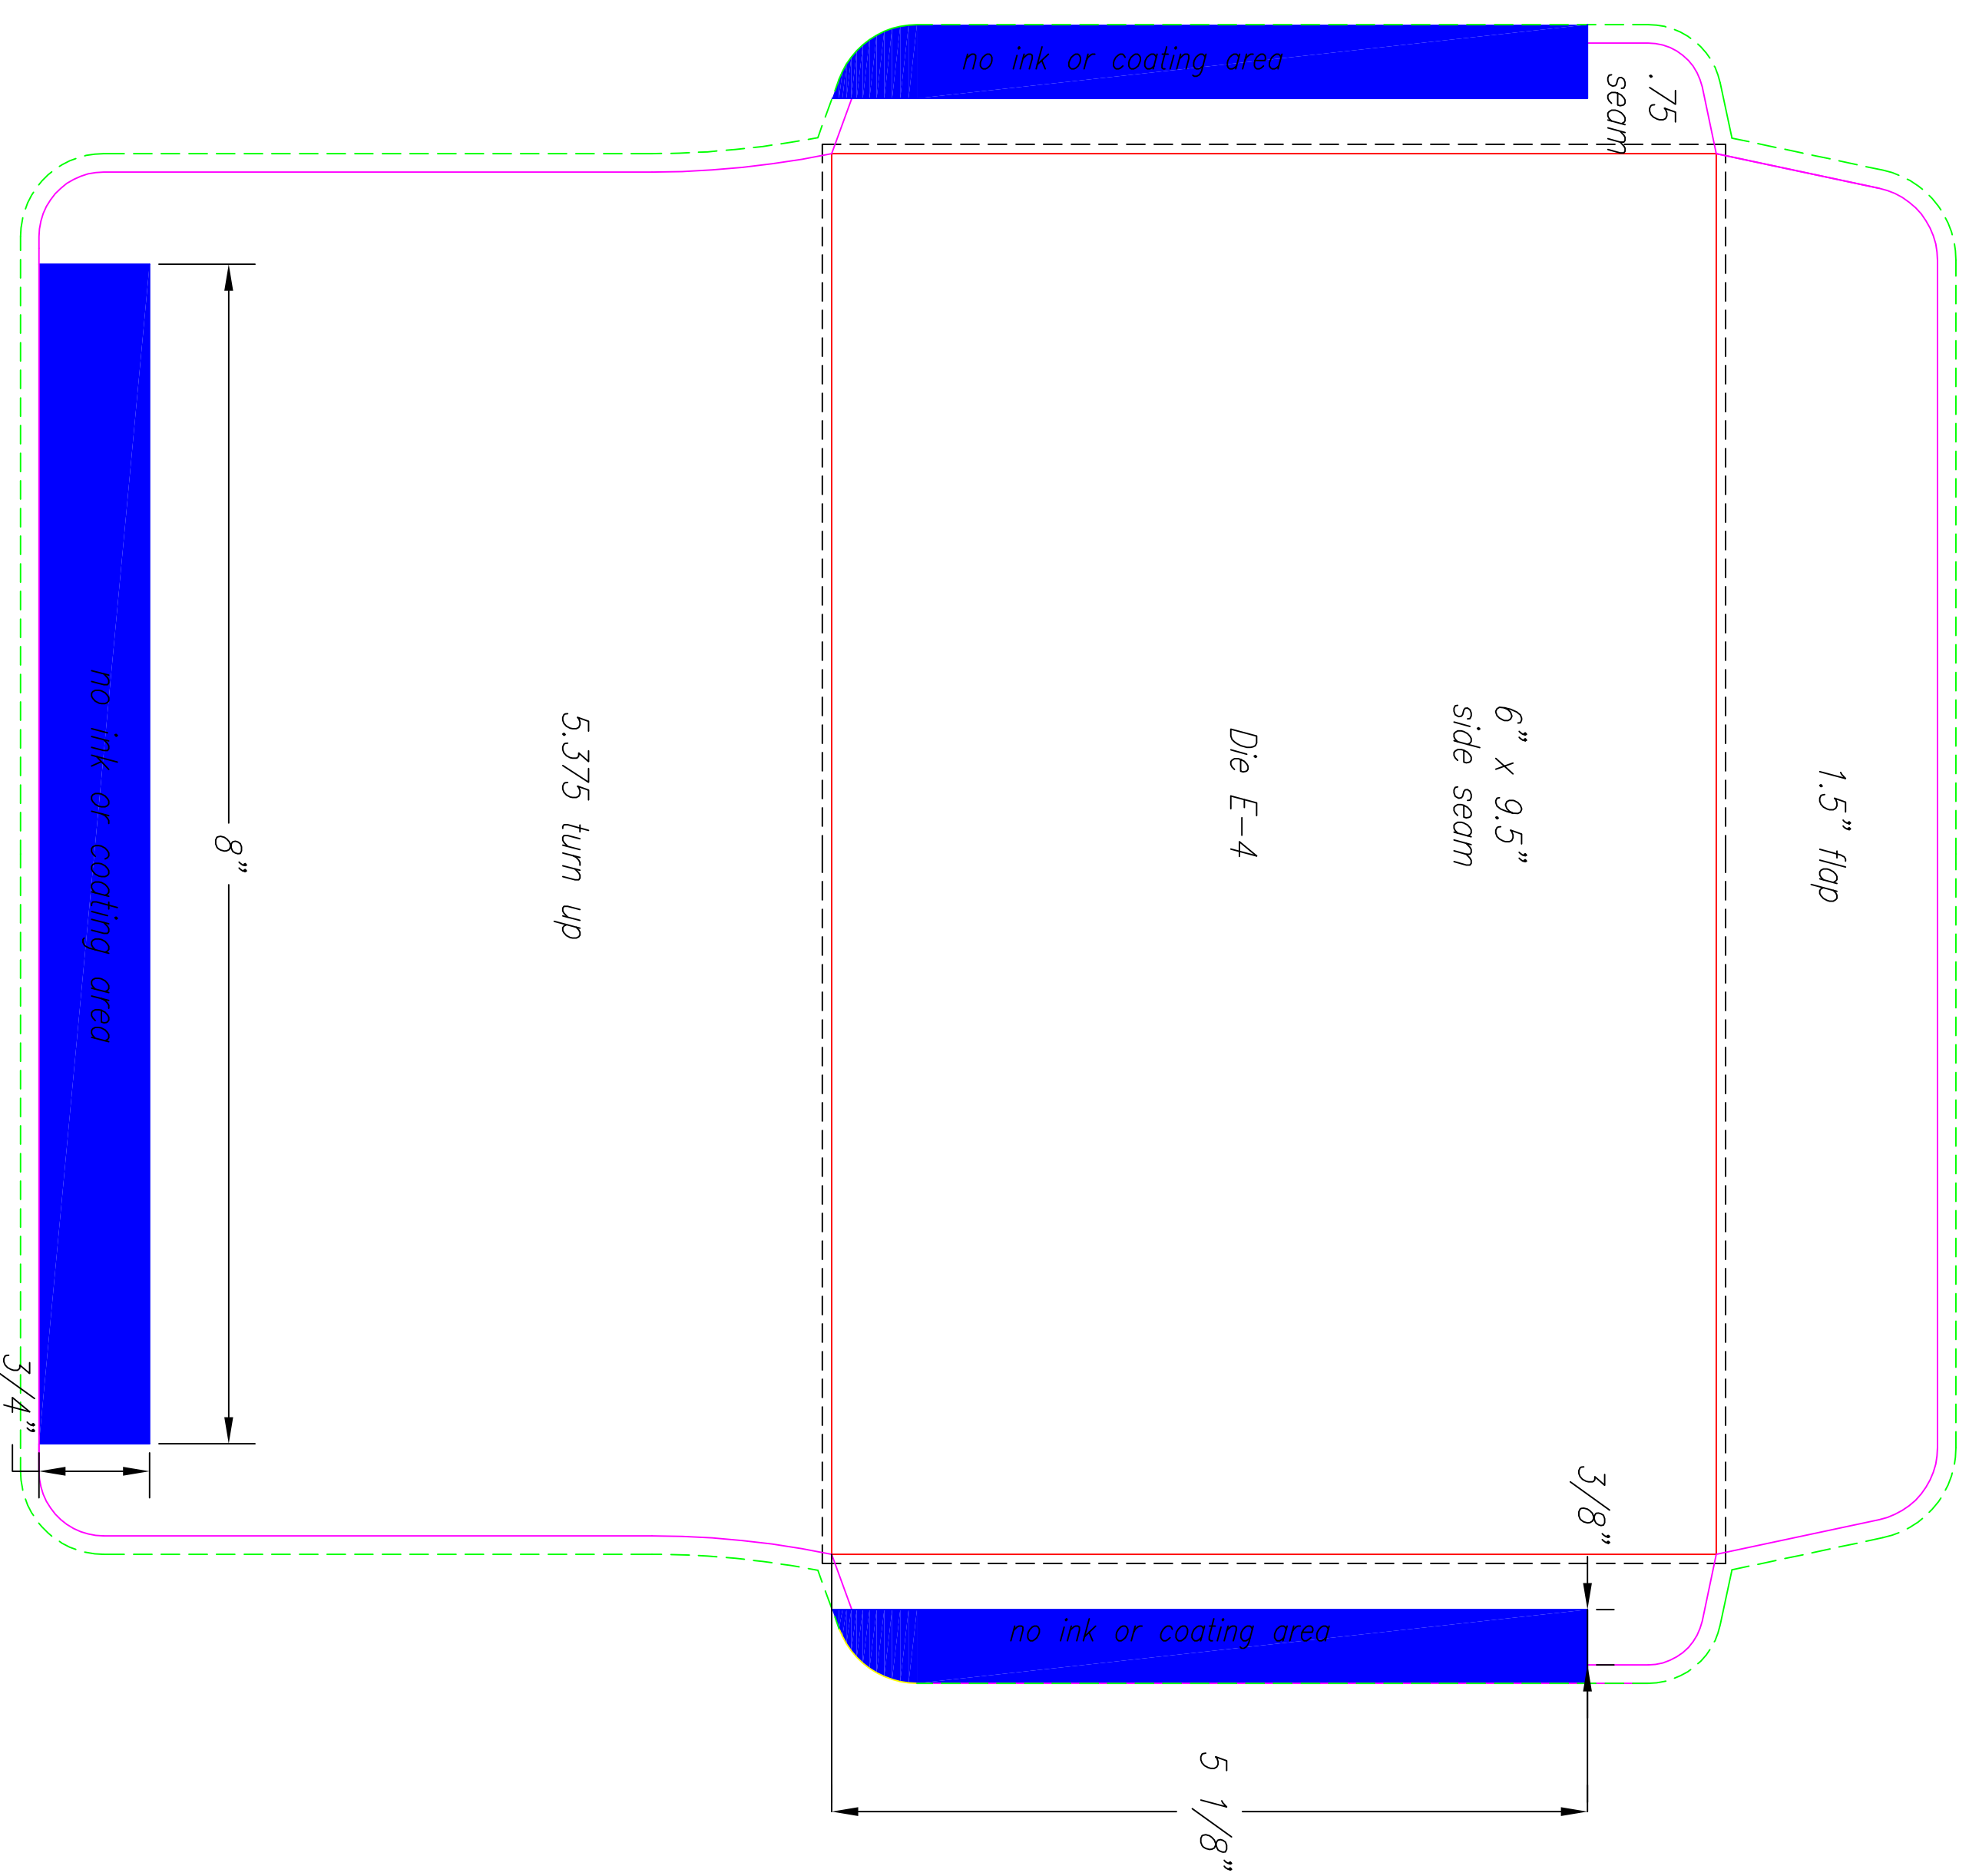 no ink or coating area
.75
seam
1.5" flap
6" x 9.5"
side seam
Die E-4
5.375 turn up
8"
no ink or coating area
3/4"
3/8"
no ink or coating area
5 1/8"